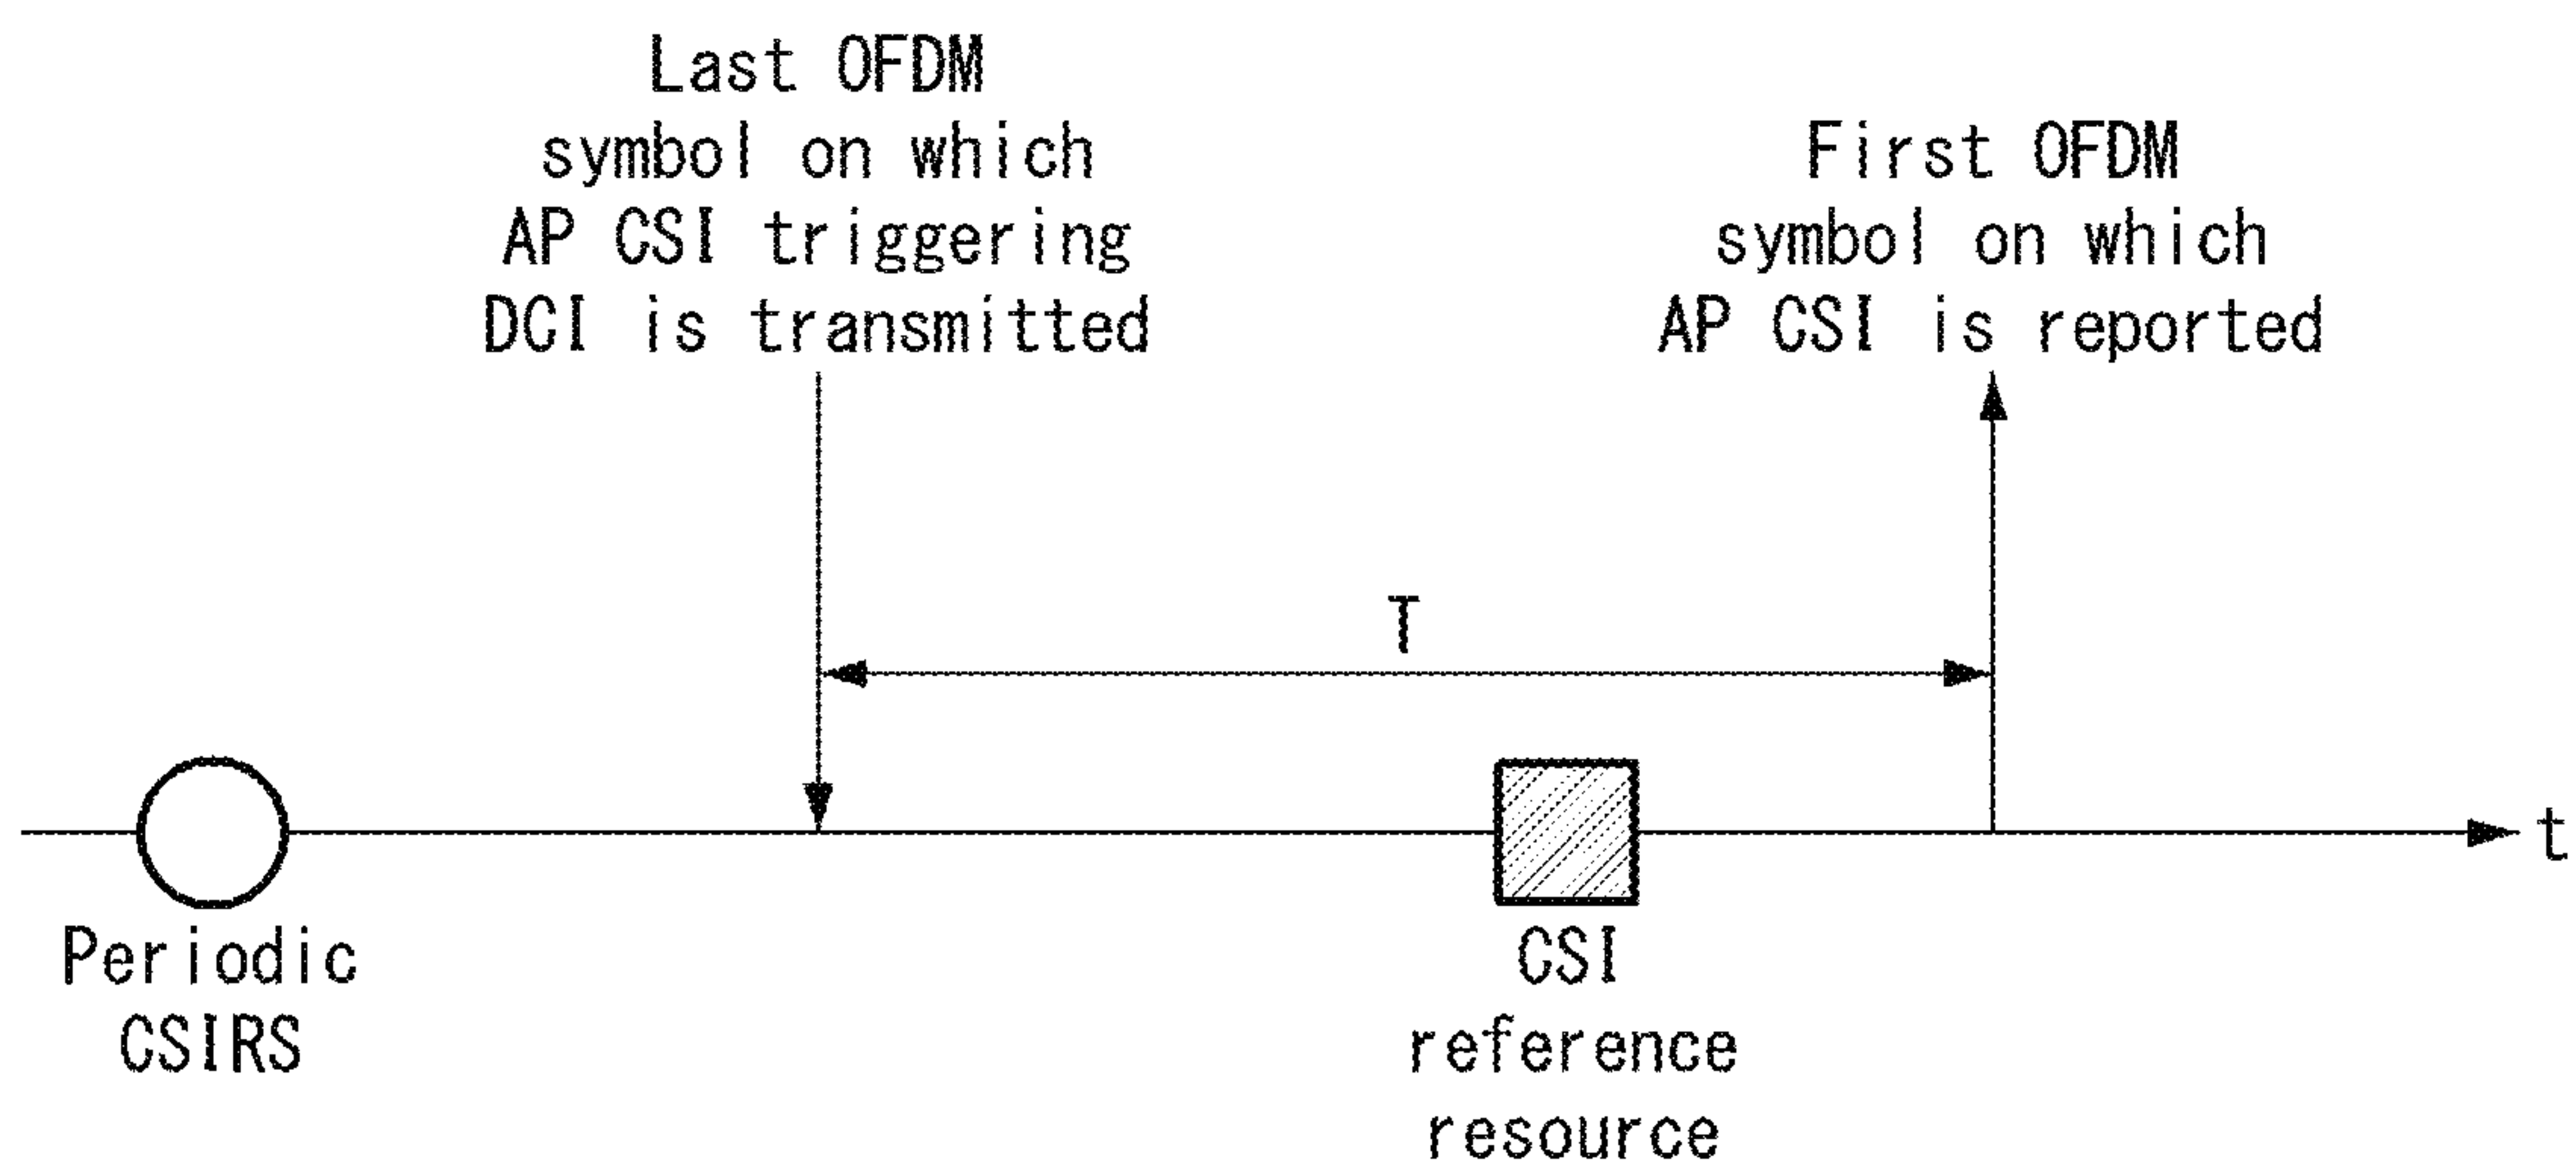 Last OFDM
symbol on which
AP CSI triggering
DCI is transmitted
First OFDM
symbol on which
AP CSI is reported
T
t
Periodic
CSIRS
CSI
reference
resource